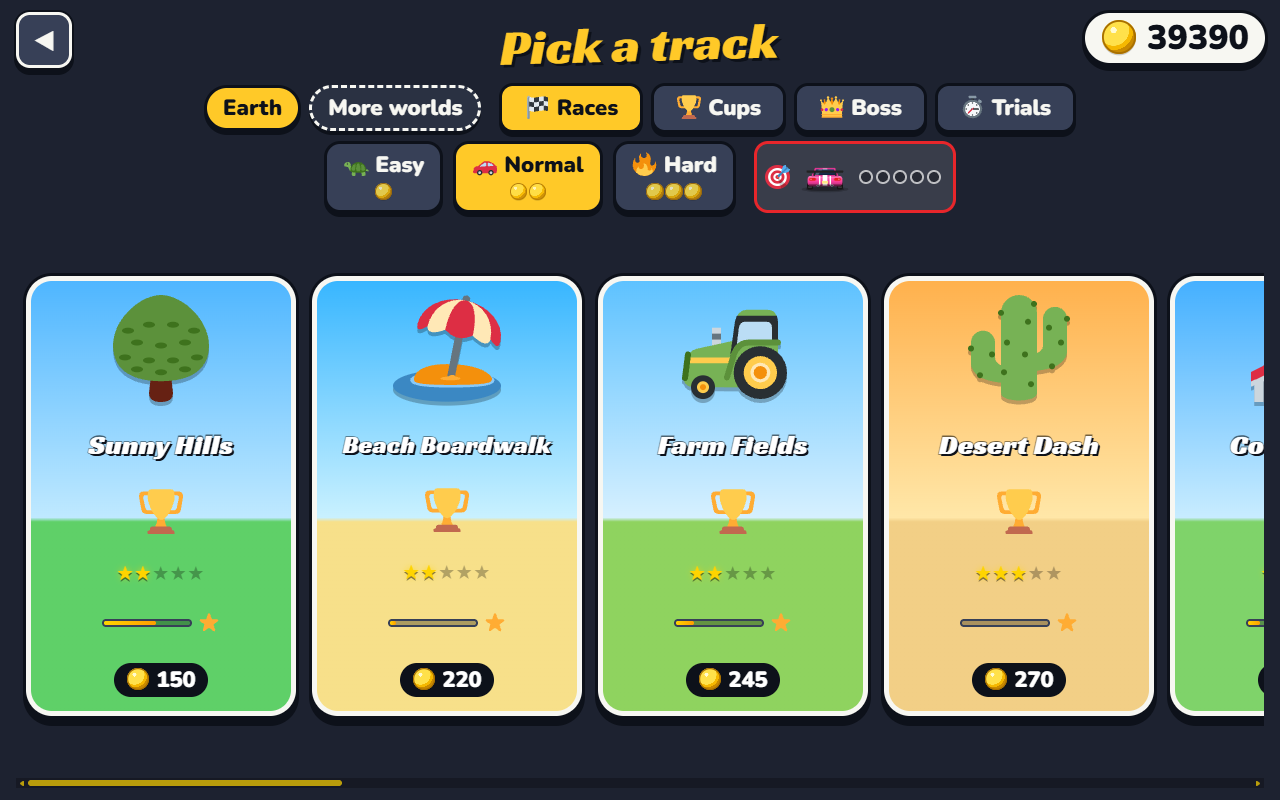 Pick a track
39390
Earth
More worlds
Races
Cups
Boss
Trials
Easy
Normal
Hard
Sunny Hills
Beach Boardwalk
Farm Fields
Desert Dash
Co
150
220
245
270